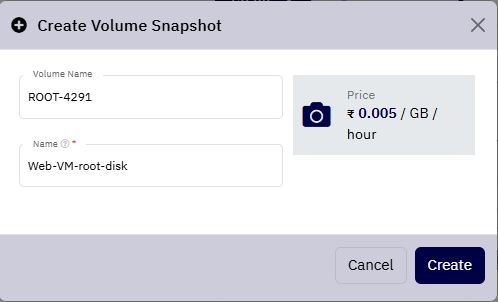 Create Volume Snapshot
Volume Name
ROOT-4291
Price
₹ 0.005 / GB /
hour
Name *
Web-VM-root-disk
Cancel
Create